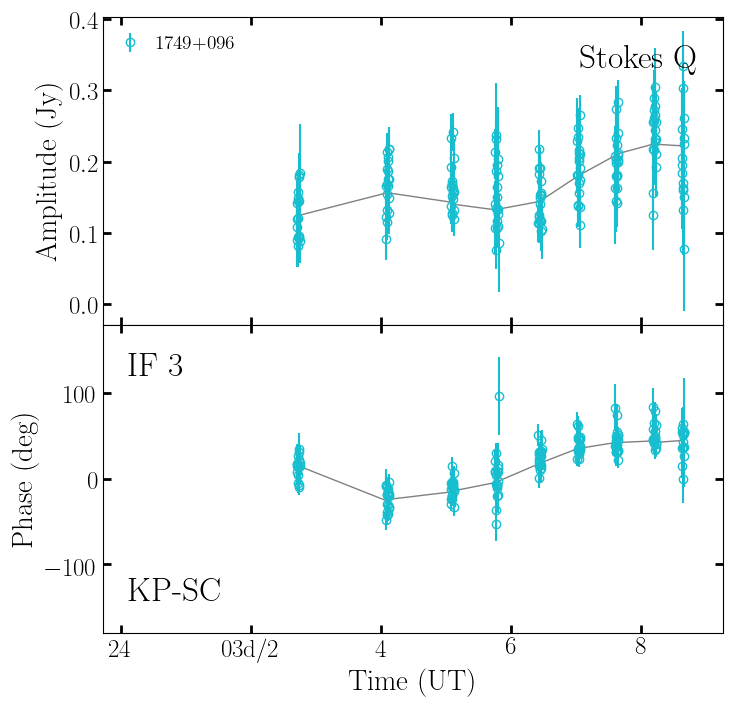 0.4
1749+096
Stokes Q
0.3
0.2
0.1
0.0
Amplitude (Jy)
IF 3
100
0
−100
Phase (deg)
KP-SC
24
03d/2
4
6
8
Time (UT)